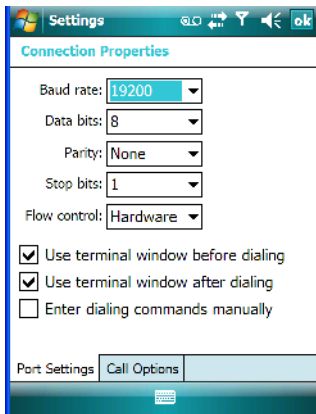 Settings ok
Connection Properties
Baud rate: 19200
Data bits: 8
Parity: None
Stop bits: 1
Flow control: Hardware
Use terminal window before dialing
Use terminal window after dialing
Enter dialing commands manually
Port Settings Call Options